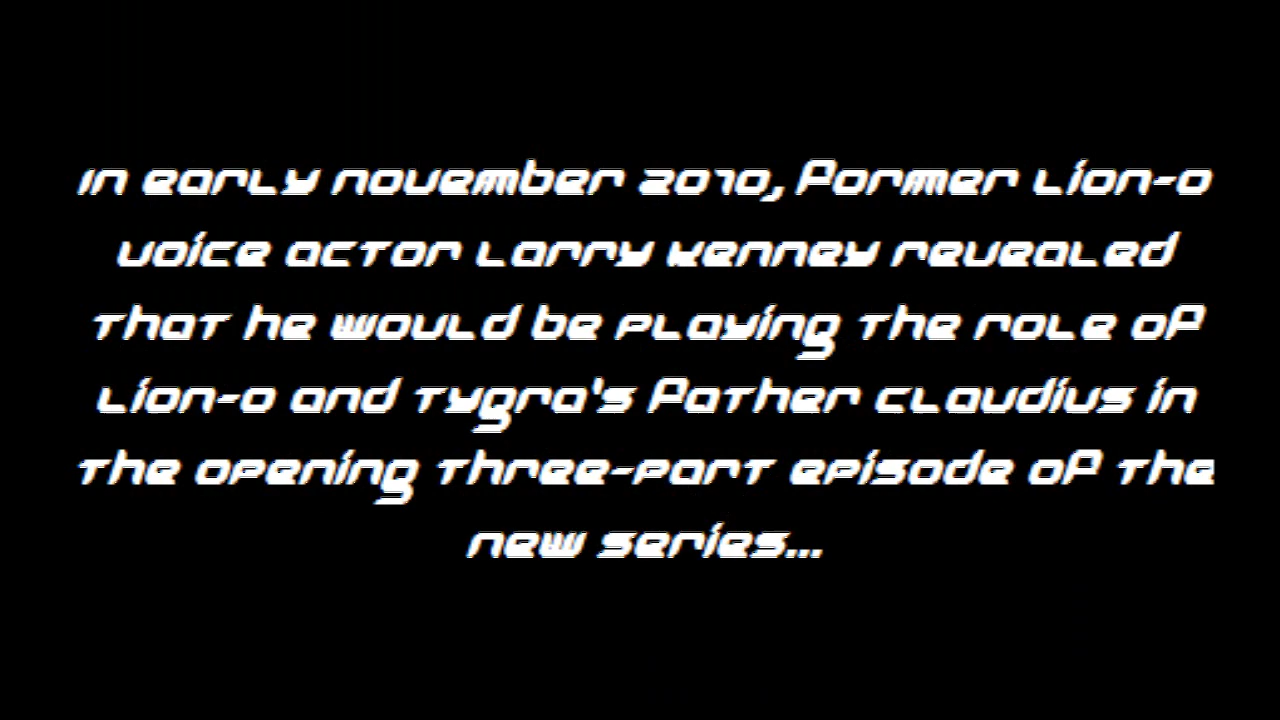 In early november 2010, former Lion-o
voice actor Larry Kenney revealed
that he would be playing the role of
Lion-o and Tygra's father Claudius in
the opening three-part episode of the
new series...